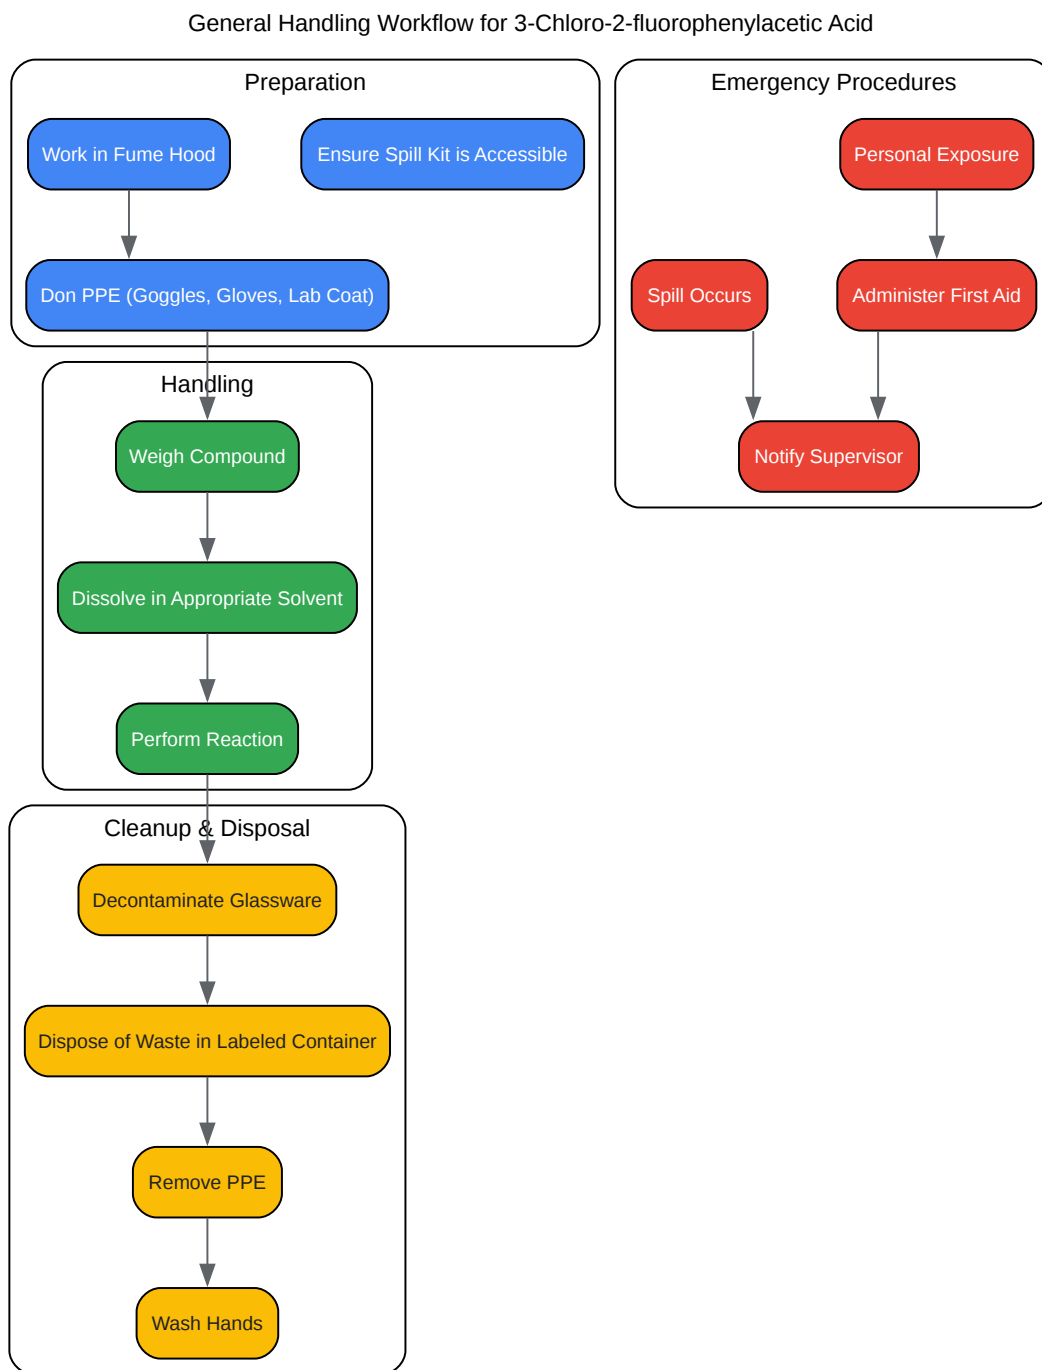 General Handling Workflow for 3-Chloro-2-fluorophenylacetic Acid
Preparation
Work in Fume Hood
Ensure Spill Kit is Accessible
Don PPE (Goggles, Gloves, Lab Coat)
Handling
Weigh Compound
Dissolve in Appropriate Solvent
Perform Reaction
Cleanup & Disposal
Decontaminate Glassware
Dispose of Waste in Labeled Container
Remove PPE
Wash Hands
Emergency Procedures
Personal Exposure
Spill Occurs
Administer First Aid
Notify Supervisor